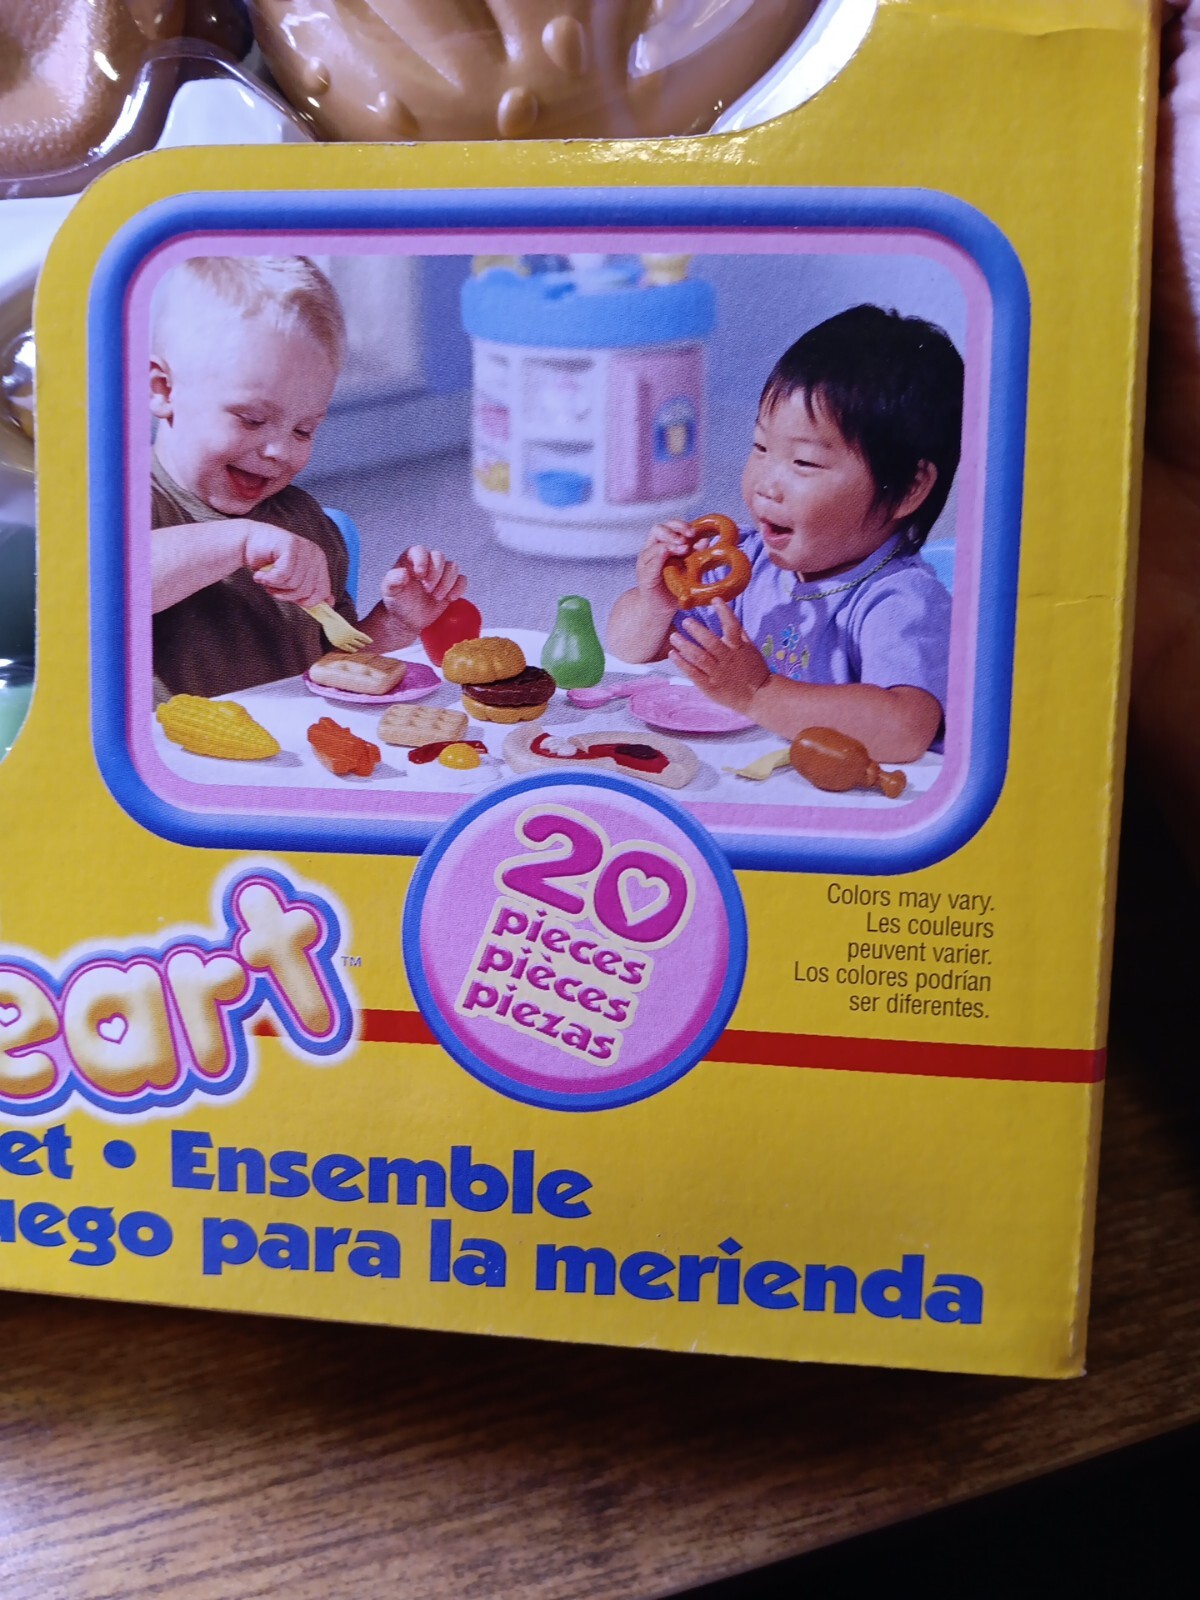 20
pieces
pièces
piezas
Colors may vary.
Les couleurs
peuvent varier.
Los colores podrían
ser diferentes.
eart™
et • Ensemble
uego para la merienda